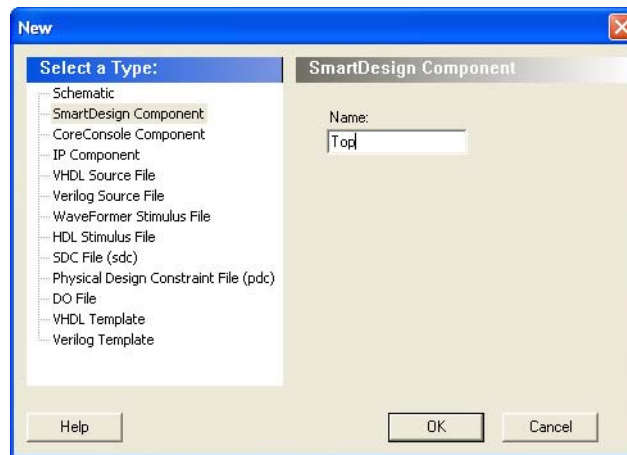 New
Select a Type:
SmartDesign Component
Schematic
SmartDesign Component
CoreConsole Component
IP Component
VHDL Source File
Verilog Source File
WaveFormer Stimulus File
HDL Stimulus File
SDC File (sdc)
Physical Design Constraint File (pdc)
DO File
VHDL Template
Verilog Template
Name:
Top
Help
OK
Cancel